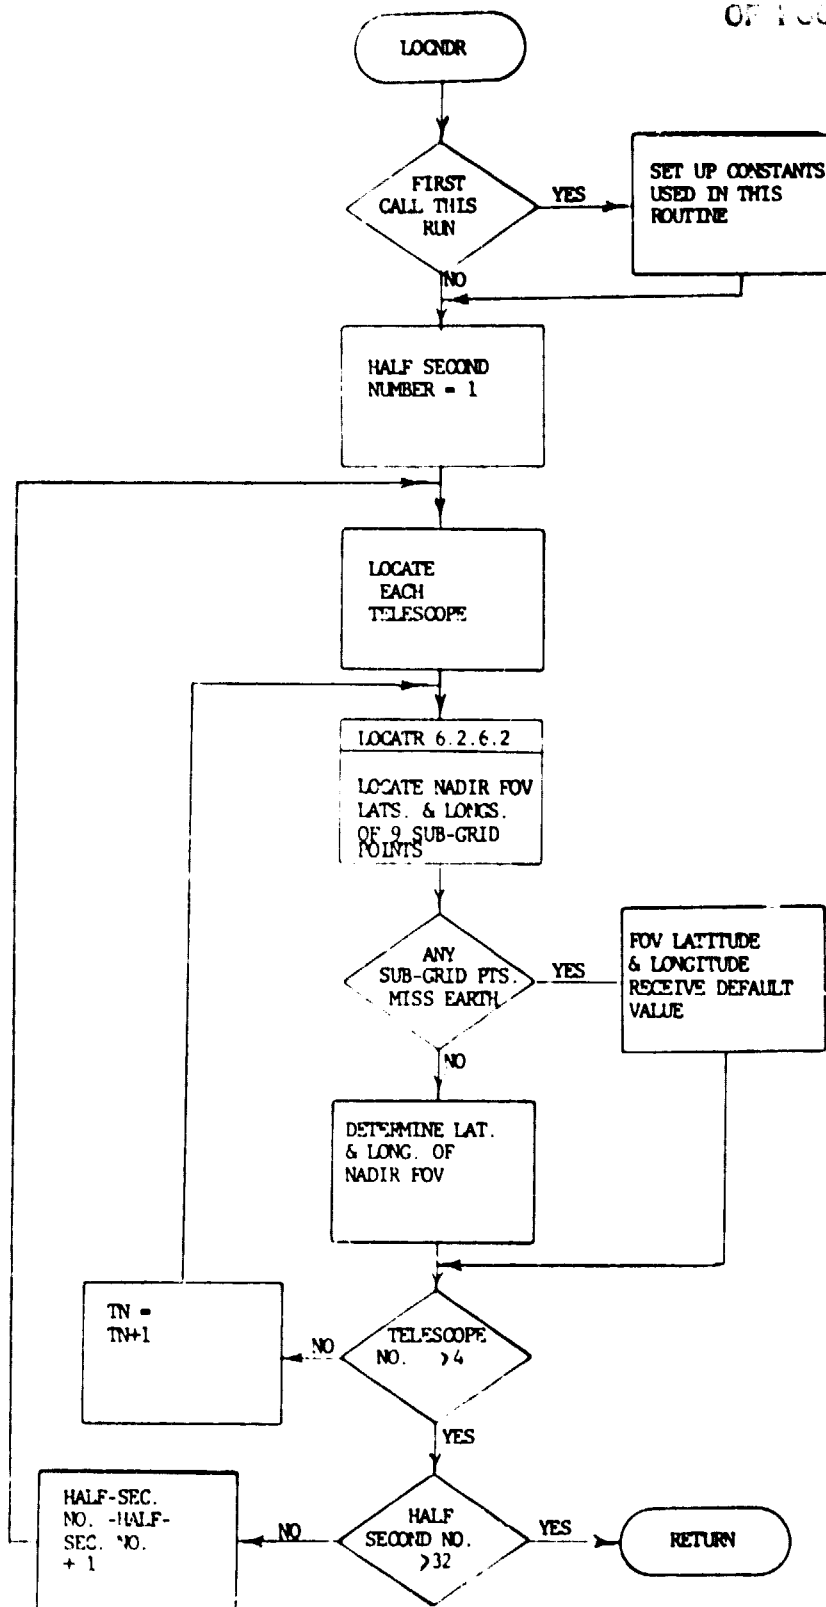 LOCNDR
FIRST
CALL THIS
RUN
YES
SET UP CONSTANTS
USED IN THIS
ROUTINE
NO
HALF SECOND
NUMBER = 1
LOCATE
EACH
TELESCOPE
LOCATR 6.2.6.2
LOCATE NADIR FOV
LATS. & LONGS.
OF 9 SUB-GRID
POINTS
ANY
SUB-GRID PTS.
MISS EARTH
YES
FOV LATITUDE
& LONGITUDE
RECEIVE DEFAULT
VALUE
NO
DETERMINE LAT.
& LONG. OF
NADIR FOV
TN =
TN+1
NO
TELESCOPE
NO. >4
YES
HALF-SEC.
NO. -HALF-
SEC. NO.
+ 1
NO
HALF
SECOND NO.
>32
YES
RETURN